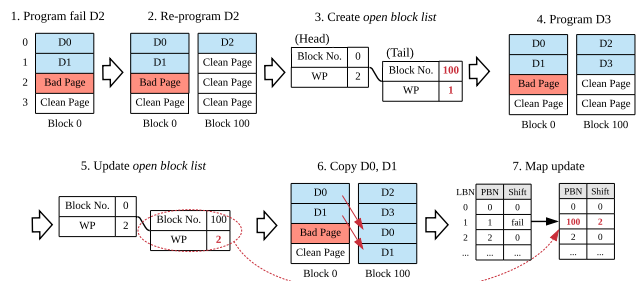 1. Program fail D2
2. Re-program D2
3. Create open block list
4. Program D3
0 D0
1 D1
2 Bad Page
3 Clean Page
Block 0
D0 D2
D1 Clean Page
Bad Page Clean Page
Clean Page Clean Page
Block 0 Block 100
(Head)
Block No. 0
WP 2
(Tail)
Block No. 100
WP 1
D0 D2
D1 D3
Bad Page Clean Page
Clean Page Clean Page
Block 0 Block 100
5. Update open block list
6. Copy D0, D1
7. Map update
Block No. 0
WP 2
Block No. 100
WP 2
D0 D2
D1 D3
Bad Page D0
Clean Page D1
Block 0 Block 100
LBN PBN Shift
0 0 0
1 1 fail
2 2 0
... ... ...
PBN Shift
0 0
100 2
2 0
... ...